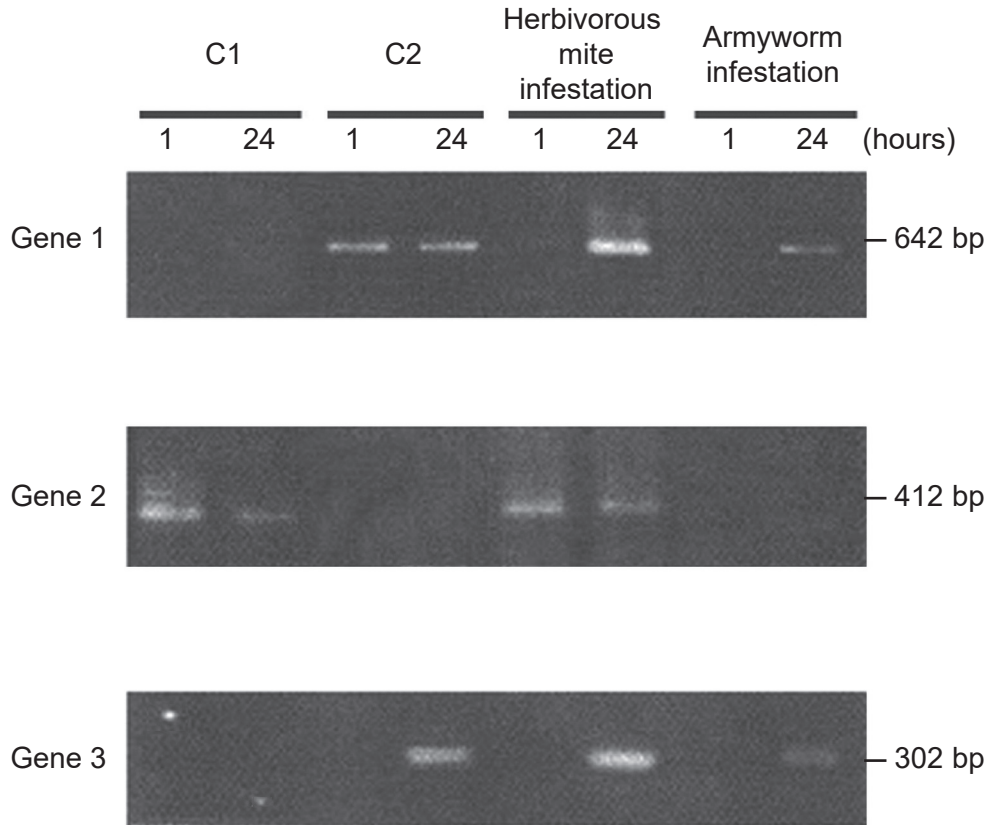 C1
C2
Herbivorous
mite
infestation
Armyworm
infestation
1 24 1 24 1 24 1 24 (hours)
Gene 1
642 bp
Gene 2
412 bp
Gene 3
302 bp